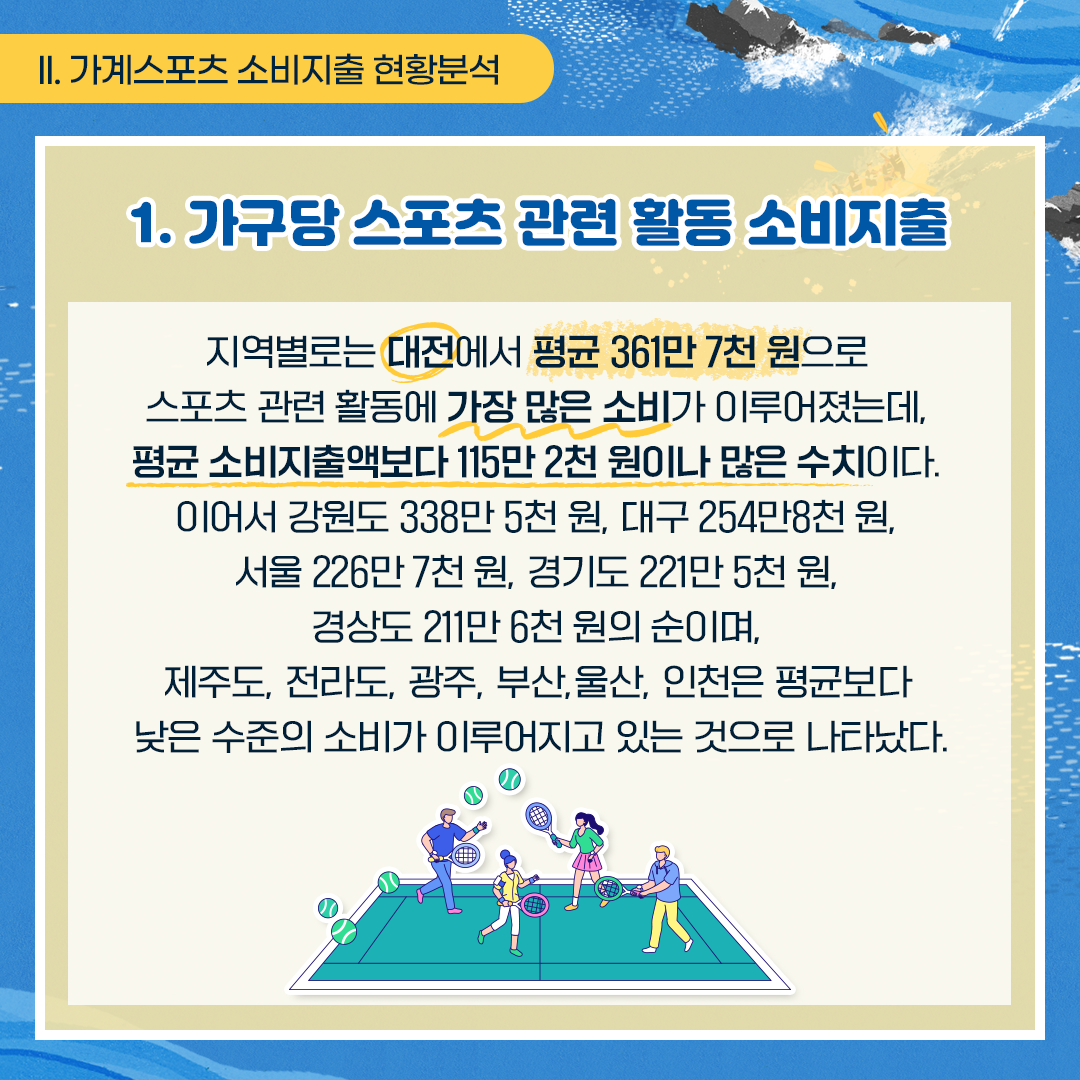 II. 가계스포츠 소비지출 현황분석
1. 가구당 스포츠 관련 활동 소비지출
지역별로는 대전에서 평균 361만 7천 원으로
스포츠 관련 활동에 가장 많은 소비가 이루어졌는데,
평균 소비지출액보다 115만 2천 원이나 많은 수치이다.
이어서 강원도 338만 5천 원, 대구 254만8천 원,
서울 226만 7천 원, 경기도 221만 5천 원,
경상도 211만 6천 원의 순이며,
제주도, 전라도, 광주, 부산,울산, 인천은 평균보다
낮은 수준의 소비가 이루어지고 있는 것으로 나타났다.